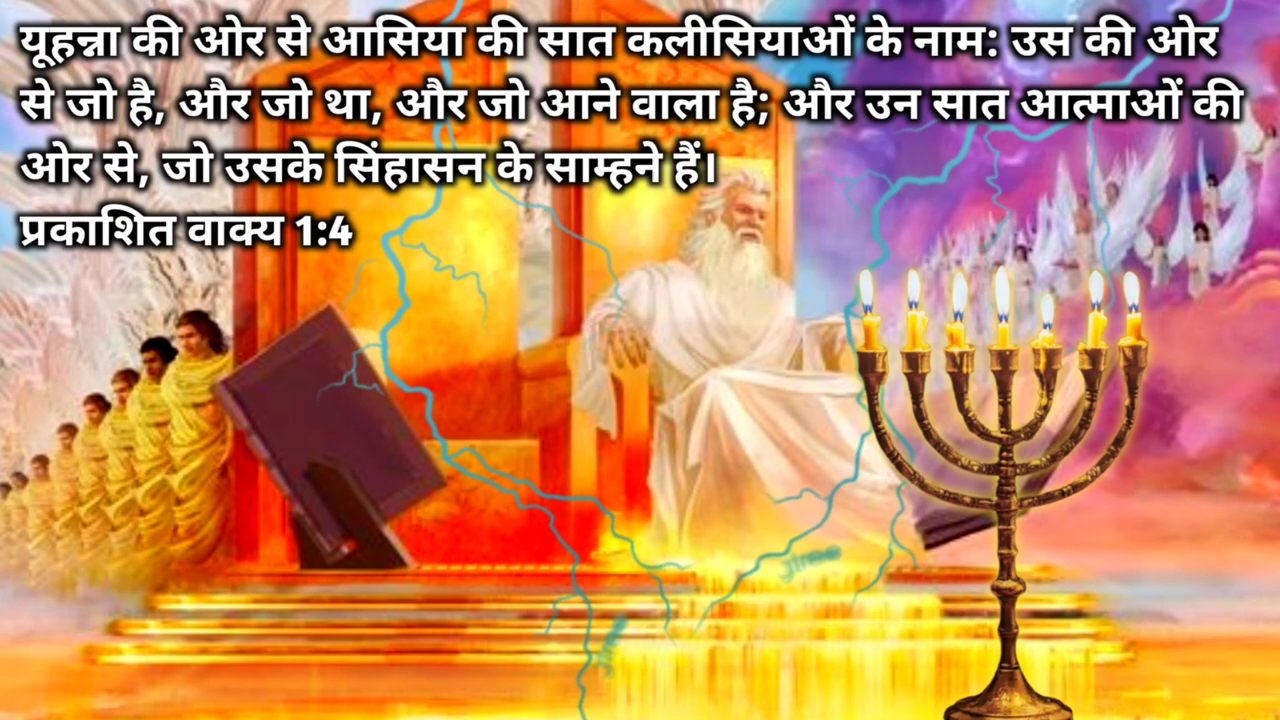 यूहन्ना की ओर से आसिया की सात कलीसियाओं के नाम: उस की ओर
से जो है, और जो था, और जो आने वाला है; और उन सात आत्माओं की
ओर से, जो उसके सिंहासन के साम्हने हैं।
प्रकाशित वाक्य 1:4